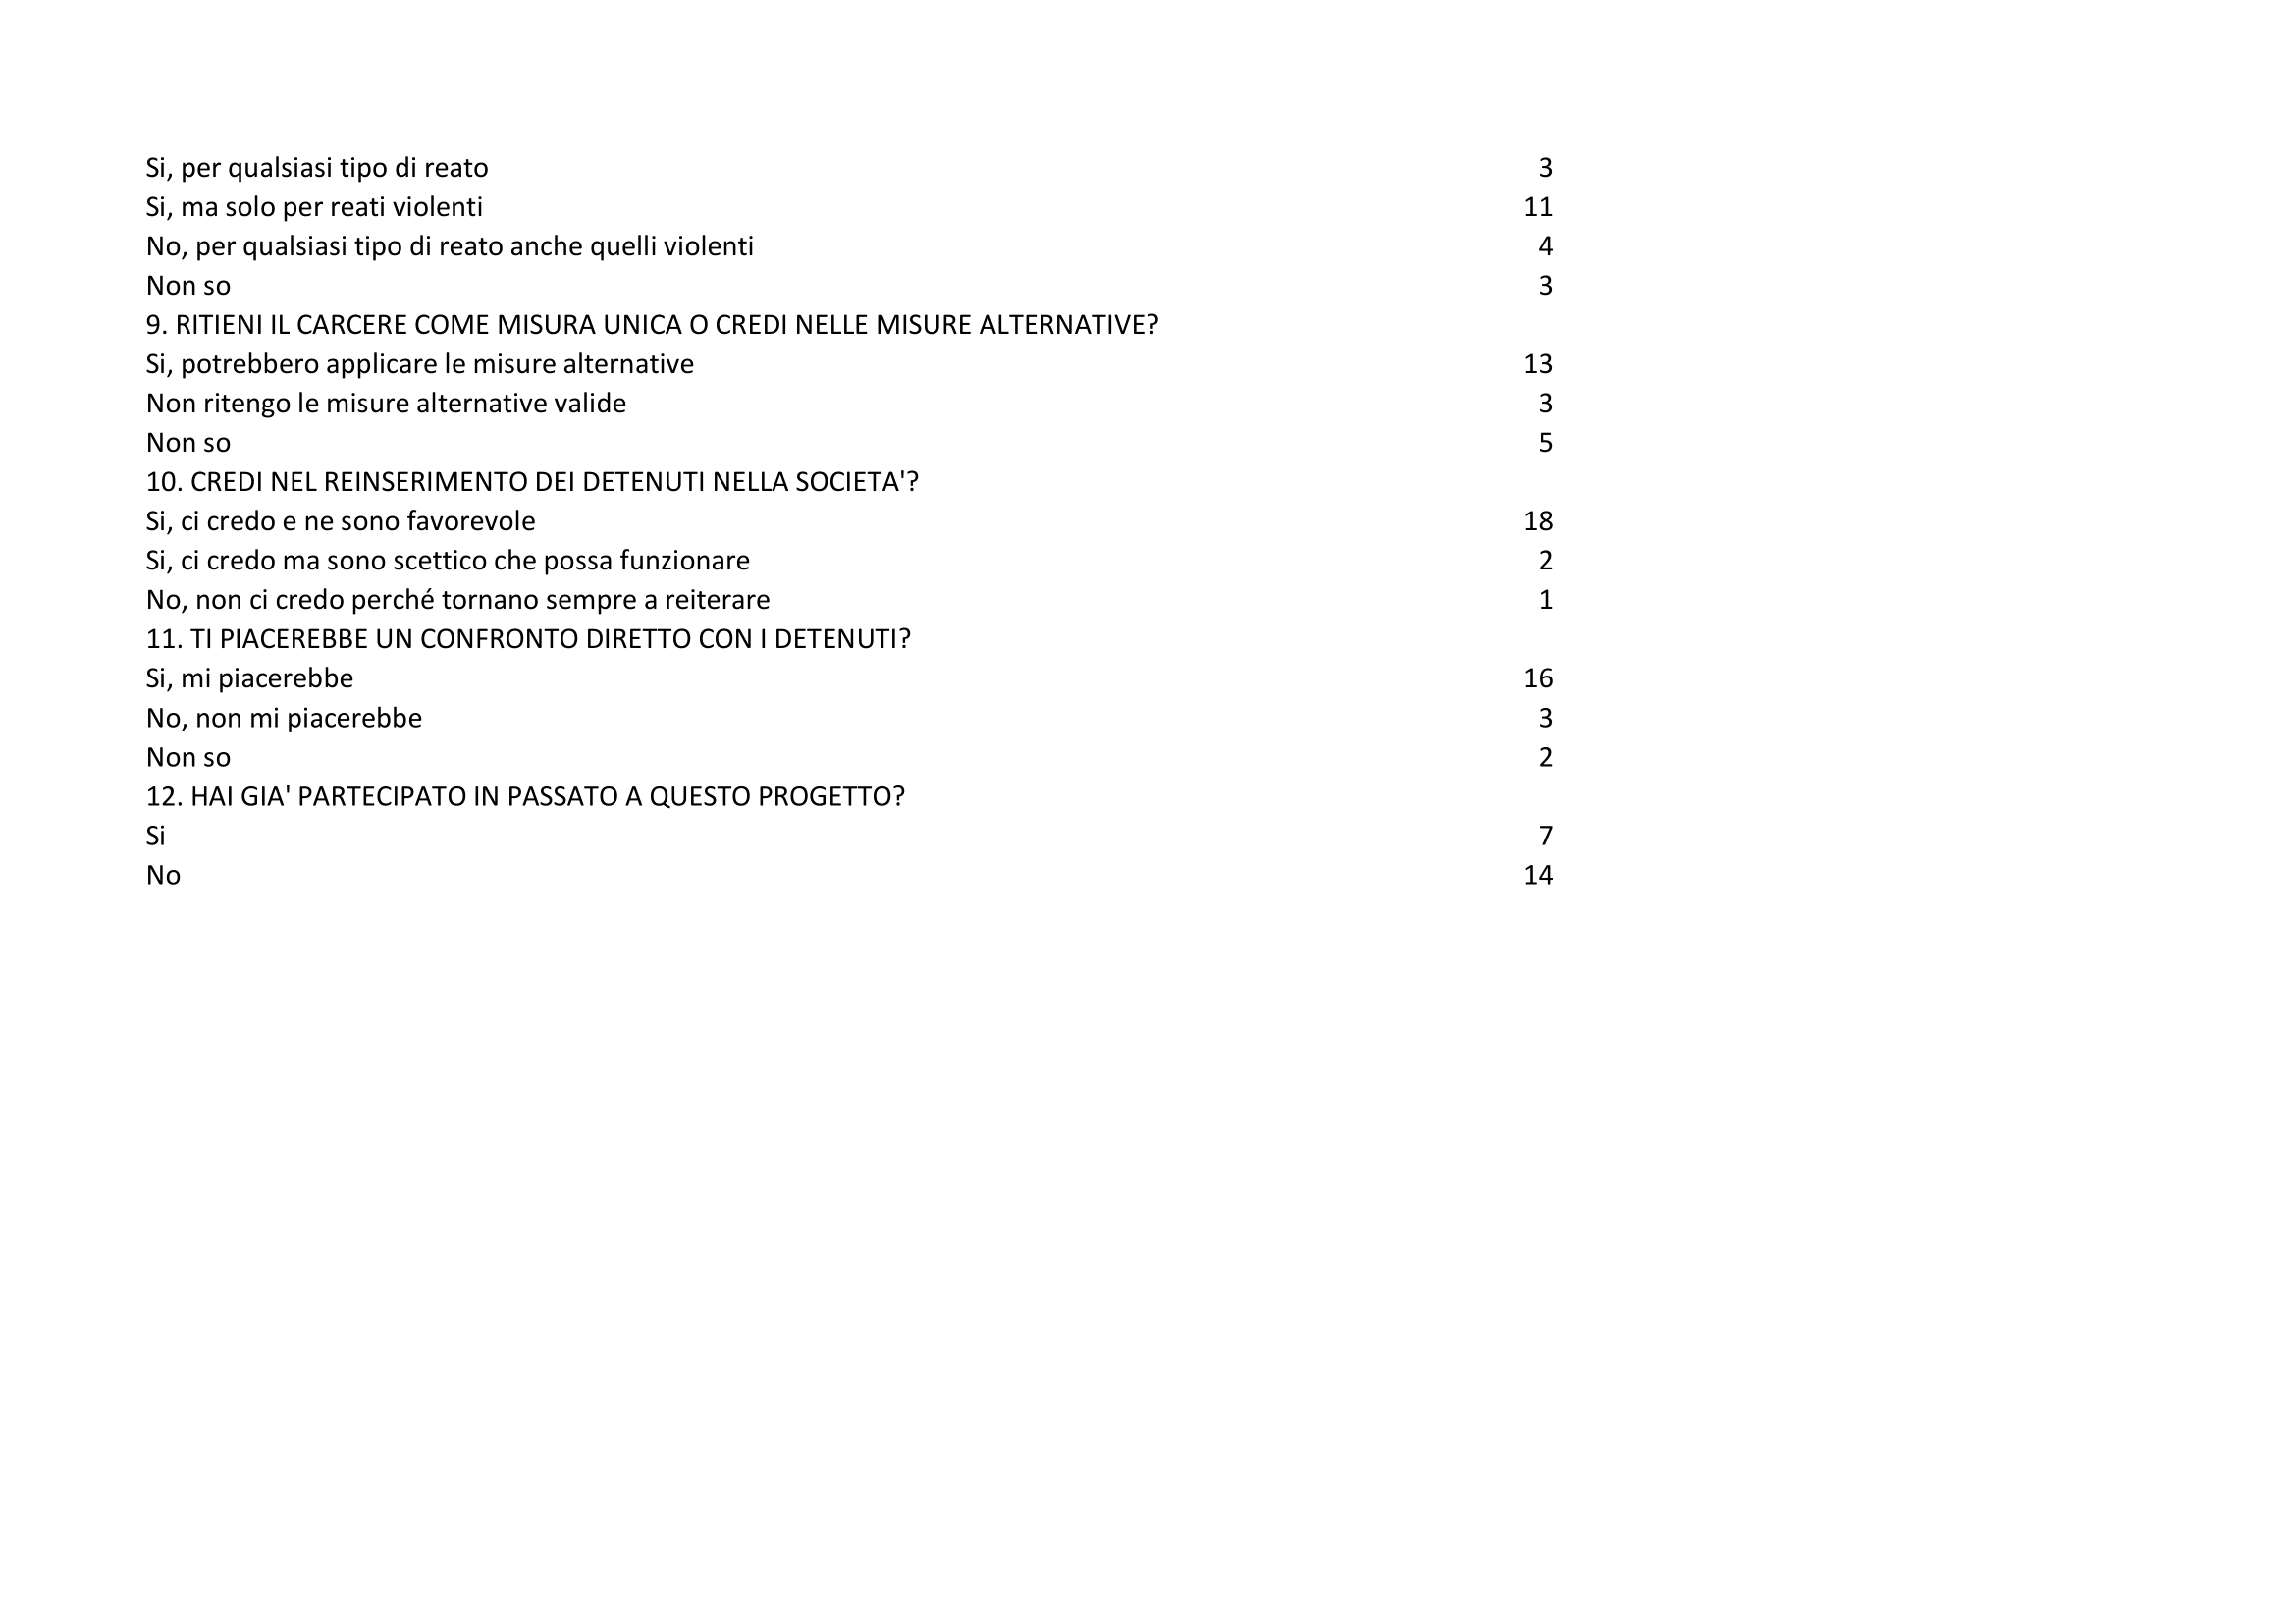 Si, per qualsiasi tipo di reato 3
Si, ma solo per reati violenti 11
No, per qualsiasi tipo di reato anche quelli violenti 4
Non so 3
9. RITIENI IL CARCERE COME MISURA UNICA O CREDI NELLE MISURE ALTERNATIVE?
Si, potrebbero applicare le misure alternative 13
Non ritengo le misure alternative valide 3
Non so 5
10. CREDI NEL REINSERIMENTO DEI DETENUTI NELLA SOCIETA'?
Si, ci credo e ne sono favorevole 18
Si, ci credo ma sono scettico che possa funzionare 2
No, non ci credo perché tornano sempre a reiterare 1
11. TI PIACEREBBE UN CONFRONTO DIRETTO CON I DETENUTI?
Si, mi piacerebbe 16
No, non mi piacerebbe 3
Non so 2
12. HAI GIA' PARTECIPATO IN PASSATO A QUESTO PROGETTO?
Si 7
No 14